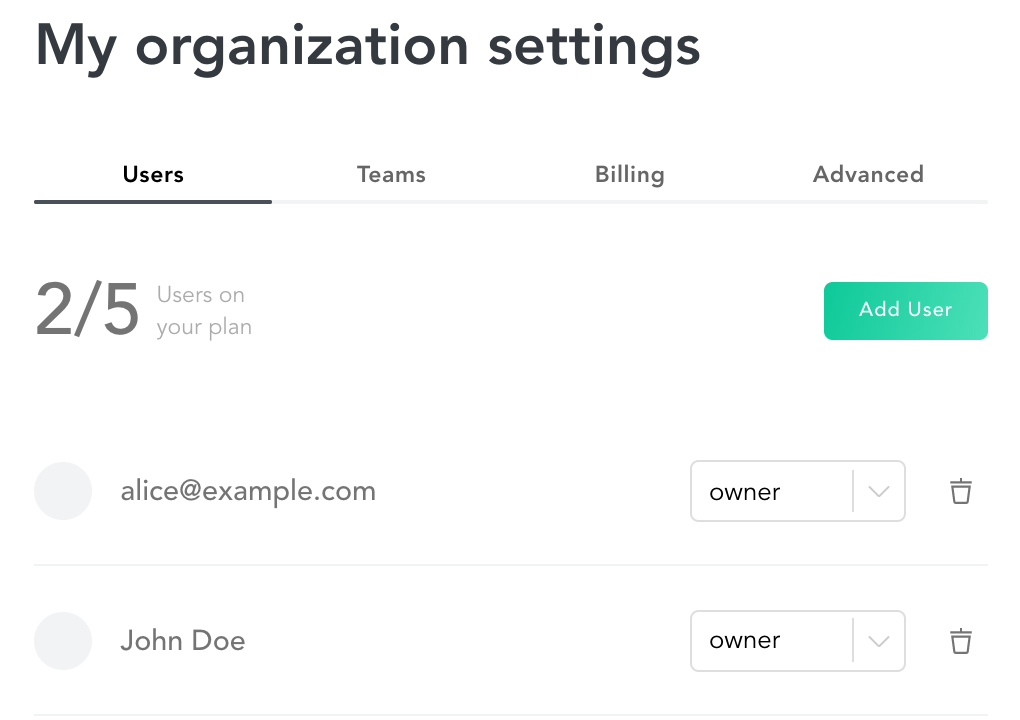 My organization settings
Users Teams Billing Advanced
2/5 Users on
your plan
Add User
alice@example.com owner
John Doe owner